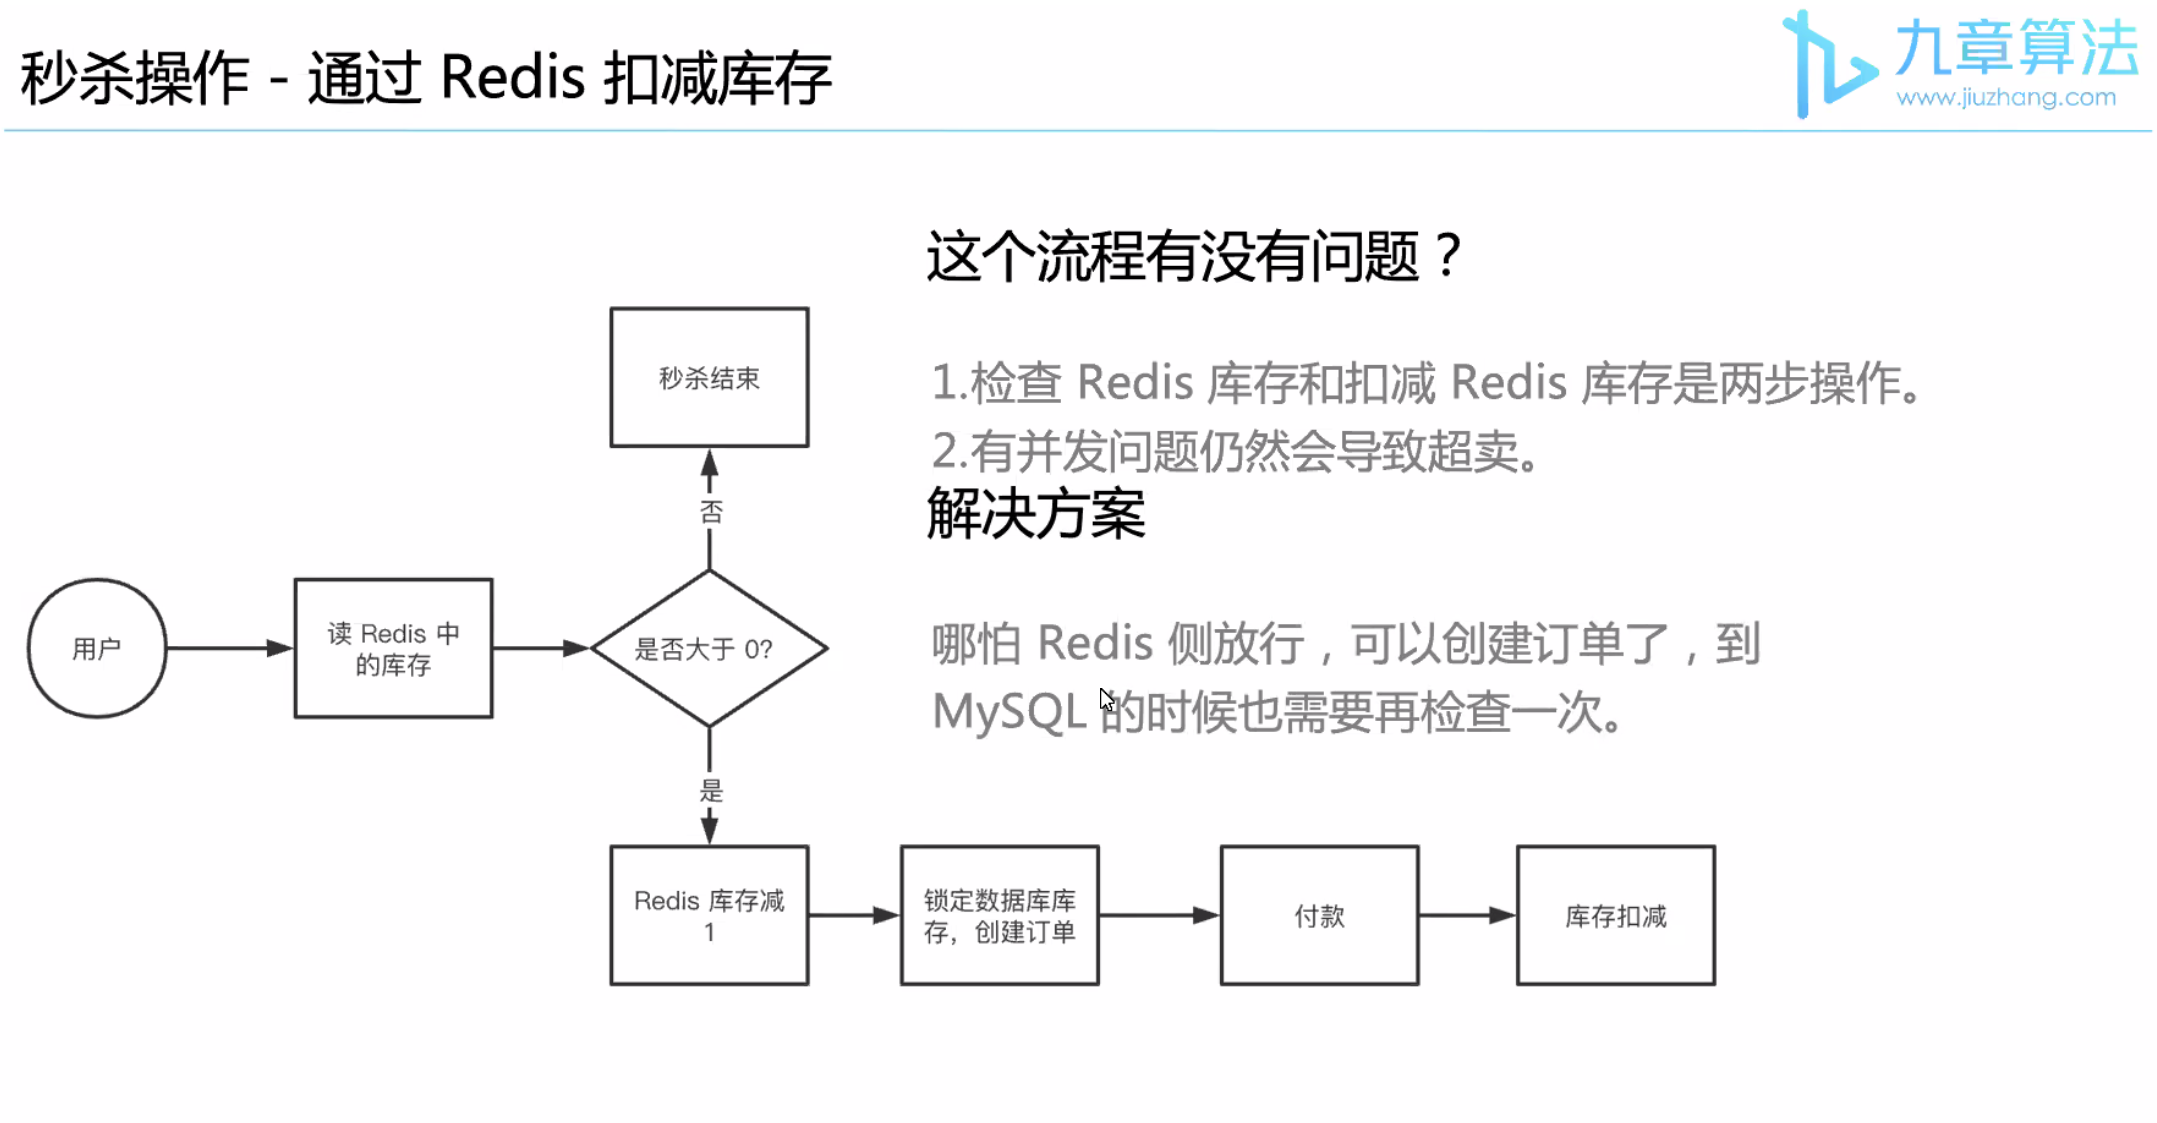 秒杀操作 - 通过 Redis 扣减库存
九章算法
www.jiuzhang.com
这个流程有没有问题？
1.检查 Redis 库存和扣减 Redis 库存是两步操作。
2.有并发问题仍然会导致超卖。
解决方案
哪怕 Redis 侧放行，可以创建订单了，到
MySQL 的时候也需要再检查一次。
秒杀结束
否
用户
读 Redis 中
的库存
是否大于 0?
是
Redis 库存减
1
锁定数据库库
存，创建订单
付款
库存扣减